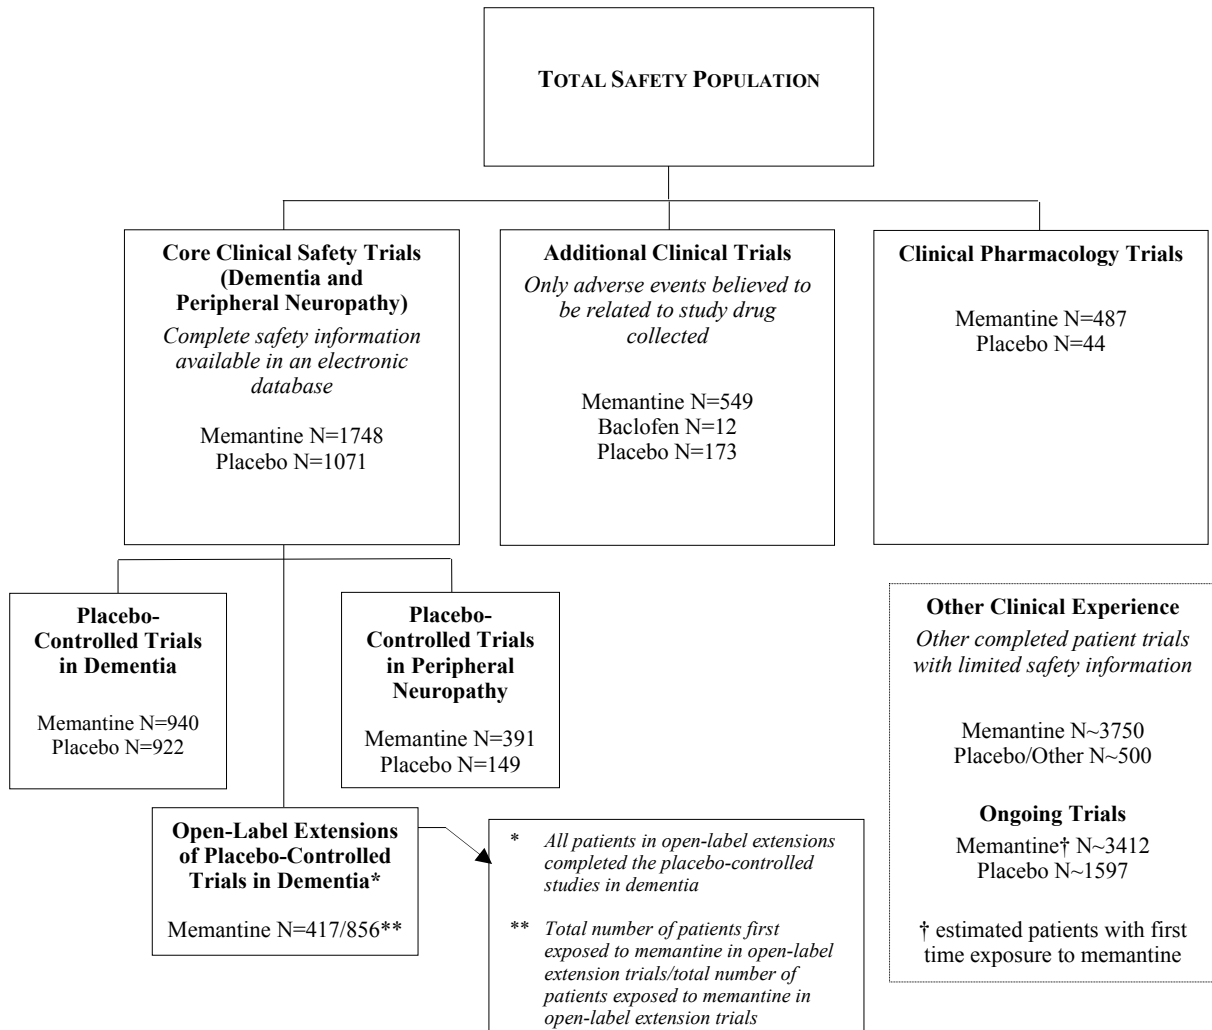 TOTAL SAFETY POPULATION
Core Clinical Safety Trials
(Dementia and
Peripheral Neuropathy)
Complete safety information
available in an electronic
database
Memantine N=1748
Placebo N=1071
Additional Clinical Trials
Only adverse events believed to
be related to study drug
collected
Memantine N=549
Baclofen N=12
Placebo N=173
Clinical Pharmacology Trials
Memantine N=487
Placebo N=44
Placebo-
Controlled Trials
in Dementia
Memantine N=940
Placebo N=922
Placebo-
Controlled Trials
in Peripheral
Neuropathy
Memantine N=391
Placebo N=149
Other Clinical Experience
Other completed patient trials
with limited safety information
Memantine N~3750
Placebo/Other N~500
Ongoing Trials
Memantine† N~3412
Placebo N~1597
† estimated patients with first
time exposure to memantine
Open-Label Extensions
of Placebo-Controlled
Trials in Dementia*
Memantine N=417/856**
* All patients in open-label extensions
completed the placebo-controlled
studies in dementia
** Total number of patients first
exposed to memantine in open-label
extension trials/total number of
patients exposed to memantine in
open-label extension trials